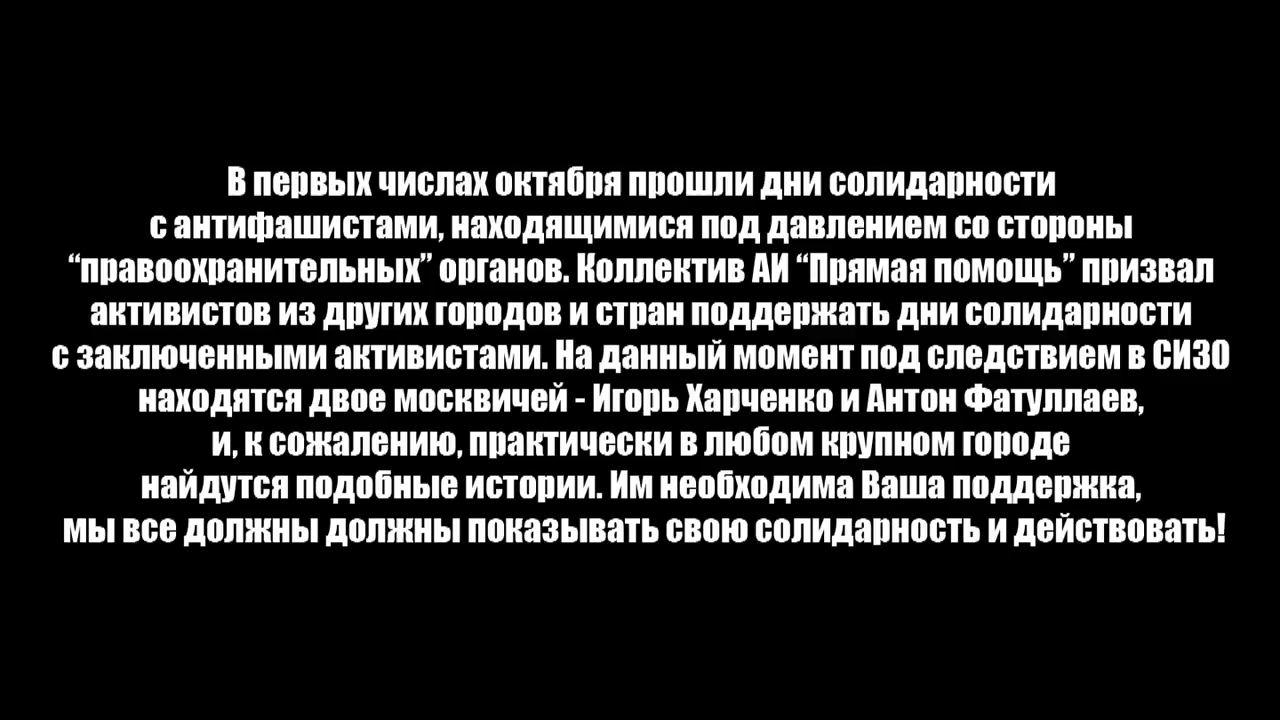 В первых числах октября прошли дни солидарности
с антифашистами, находящимися под давлением со стороны
“правоохранительных” органов. Коллектив АИ “Прямая помощь” призвал
активистов из других городов и стран поддержать дни солидарности
с заключенными активистами. На данный момент под следствием в СИЗО
находятся двое москвичей - Игорь Харченко и Антон Фатуллаев,
и, к сожалению, практически в любом крупном городе
найдутся подобные истории. Им необходима Ваша поддержка,
мы все должны должны показывать свою солидарность и действовать!